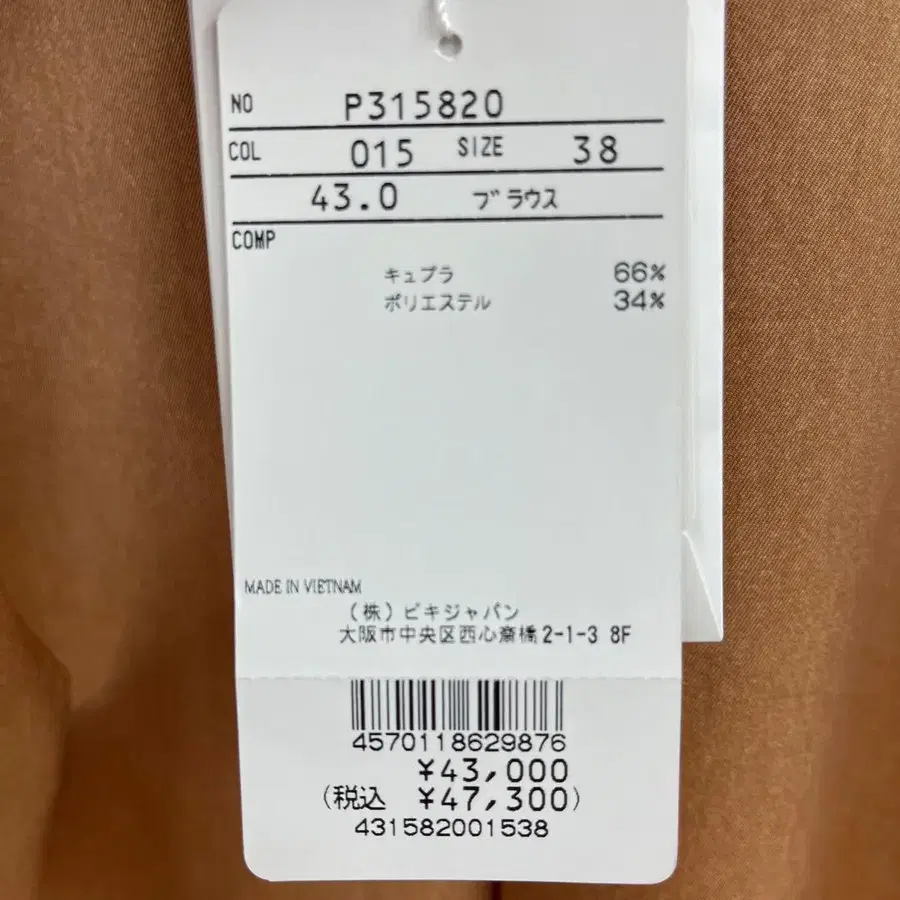 NO P315820
COL 015 SIZE 38
43.0 ブラウス
COMP
キュプラ 66%
ポリエステル 34%
MADE IN VIETNAM
(株)ビキジャパン
大阪市中央区西心斎橋2-1-3 8F
4570118629876
¥43,000
(税込 ¥47,300)
431582001538